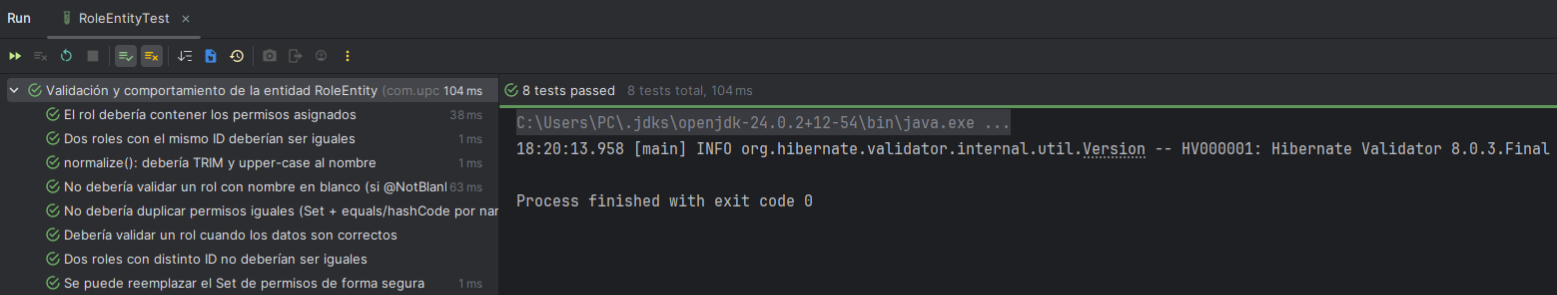 Run RoleEntityTest ×
Validación y comportamiento de la entidad RoleEntity (com.upc 104 ms
El rol debería contener los permisos asignados 38 ms
Dos roles con el mismo ID deberían ser iguales 1 ms
normalize(): debería TRIM y upper-case al nombre 1 ms
No debería validar un rol con nombre en blanco (si @NotBlanl 63 ms
No debería duplicar permisos iguales (Set + equals/hashCode por nar
Debería validar un rol cuando los datos son correctos
Dos roles con distinto ID no deberían ser iguales
Se puede reemplazar el Set de permisos de forma segura 1 ms
8 tests passed 8 tests total, 104 ms
C:\Users\PC\.jdks\openjdk-24.0.2+12-54\bin\java.exe ...
18:20:13.958 [main] INFO org.hibernate.validator.internal.util.Version -- HV000001: Hibernate Validator 8.0.3.Final
Process finished with exit code 0